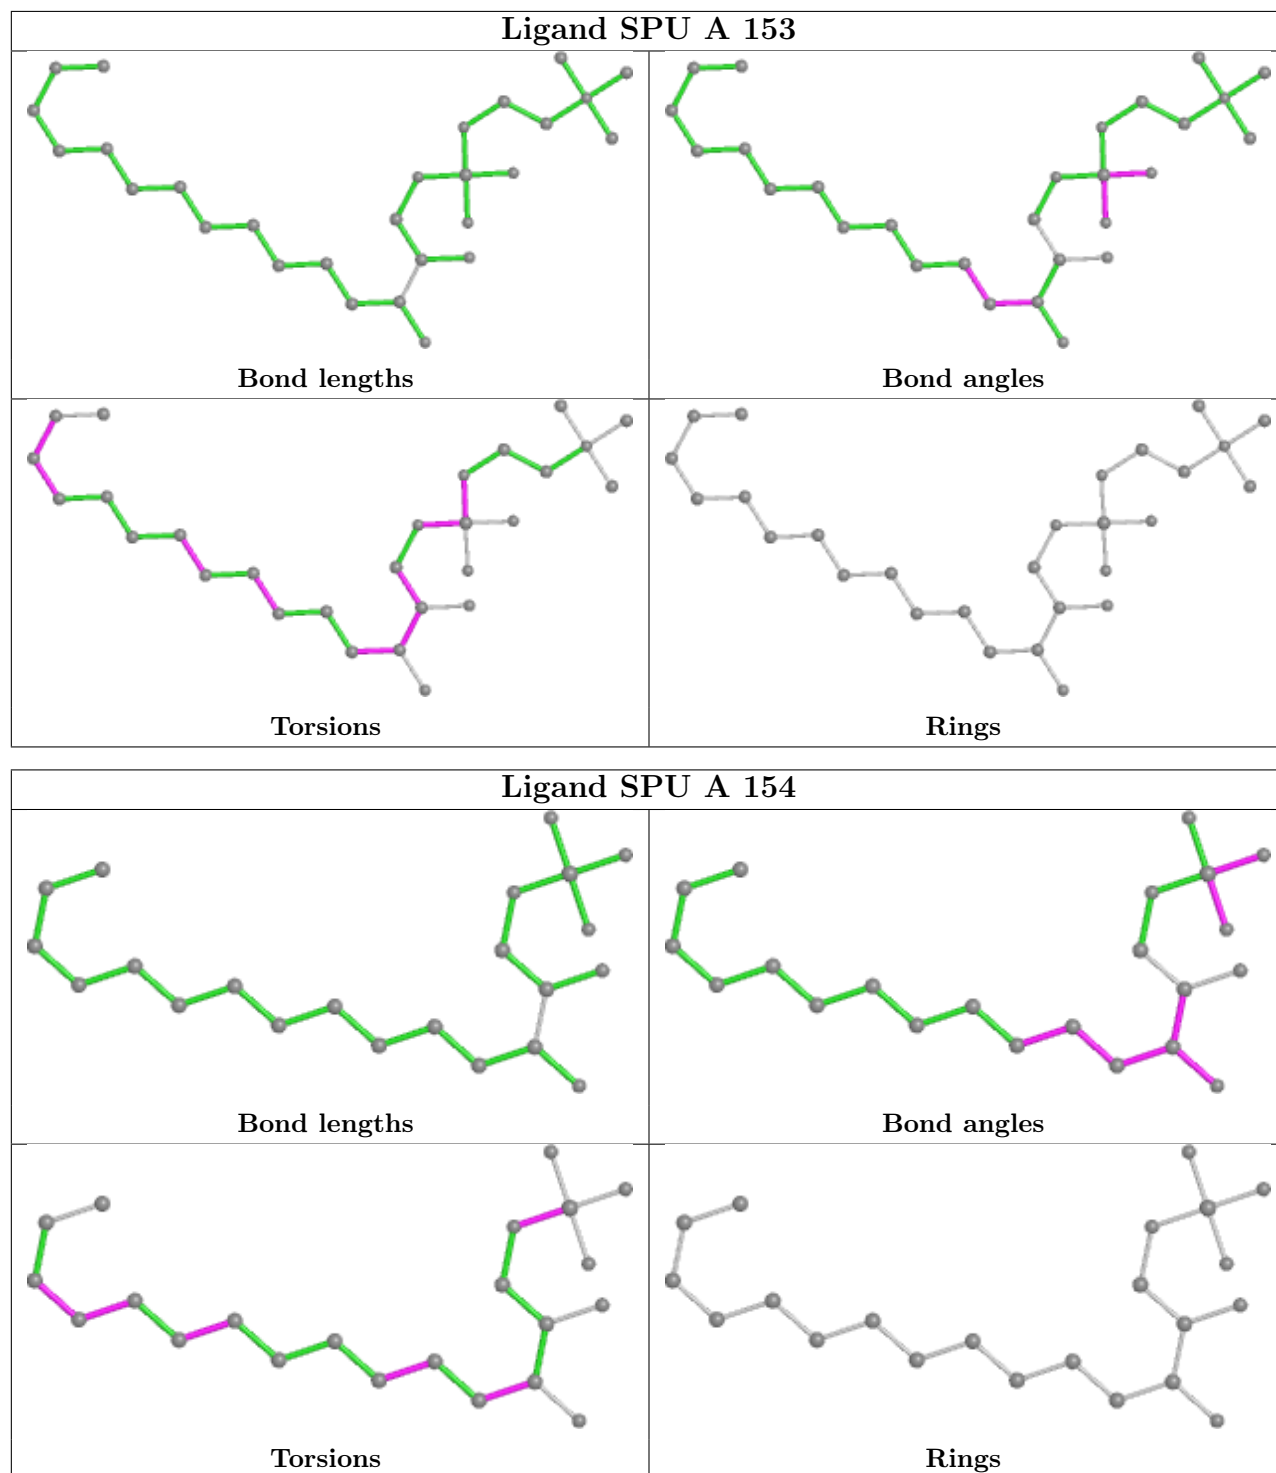 Ligand SPU A 153
Bond lengths
Bond angles
Torsions
Rings
Ligand SPU A 154
Bond lengths
Bond angles
Torsions
Rings